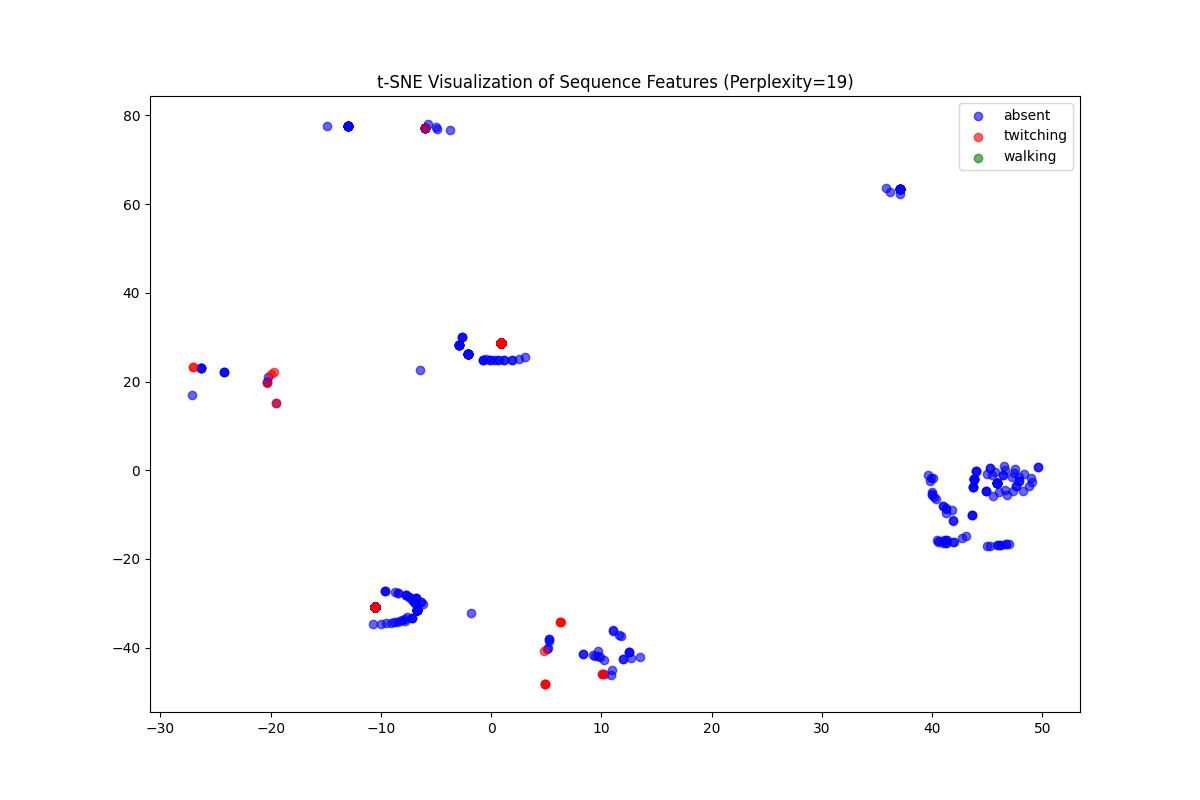 t-SNE Visualization of Sequence Features (Perplexity=19)
absent
twitching
walking
80
60
40
20
0
−20
−40
−30 −20 −10 0 10 20 30 40 50